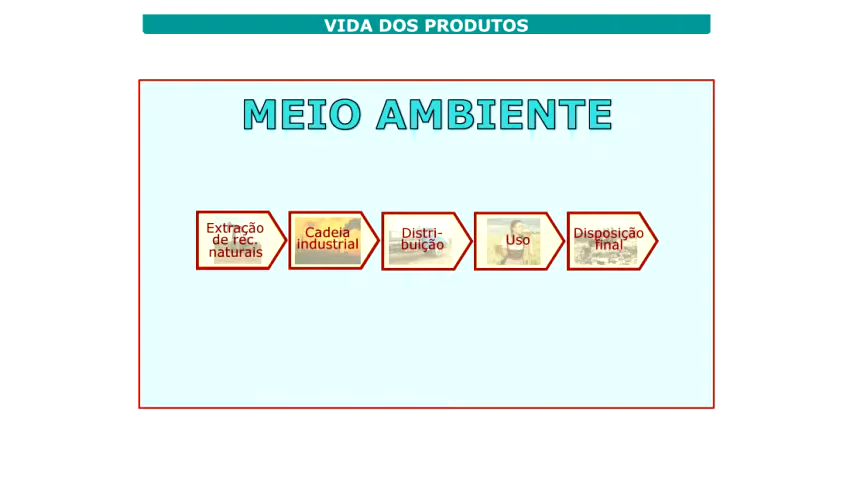 VIDA DOS PRODUTOS
MEIO AMBIENTE
Extração
de rec.
naturais
Cadeia
industrial
Distri-
buição
Uso
Disposição
final